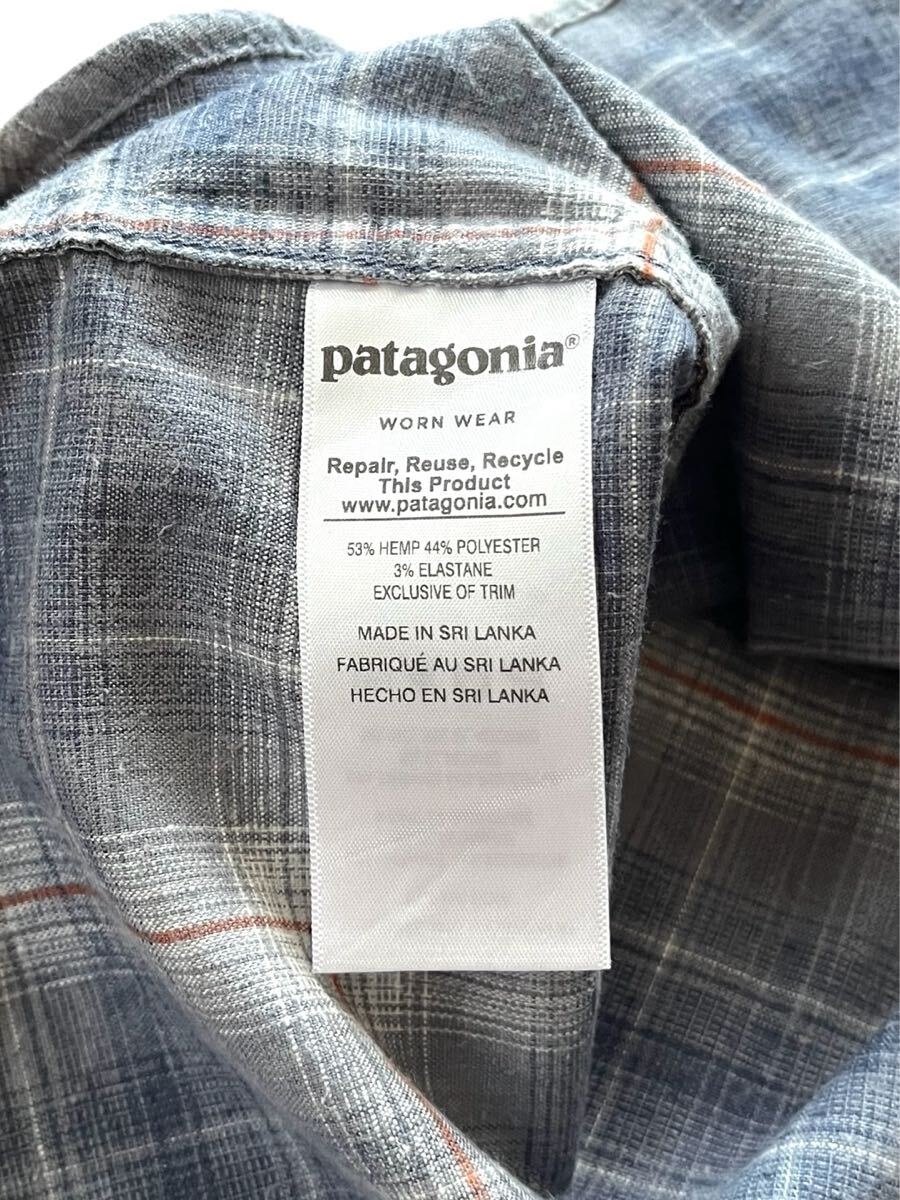 patagonia®
WORN WEAR
Repair, Reuse, Recycle
This Product
www.patagonia.com
53% HEMP 44% POLYESTER
3% ELASTANE
EXCLUSIVE OF TRIM
MADE IN SRI LANKA
FABRIQUÉ AU SRI LANKA
HECHO EN SRI LANKA